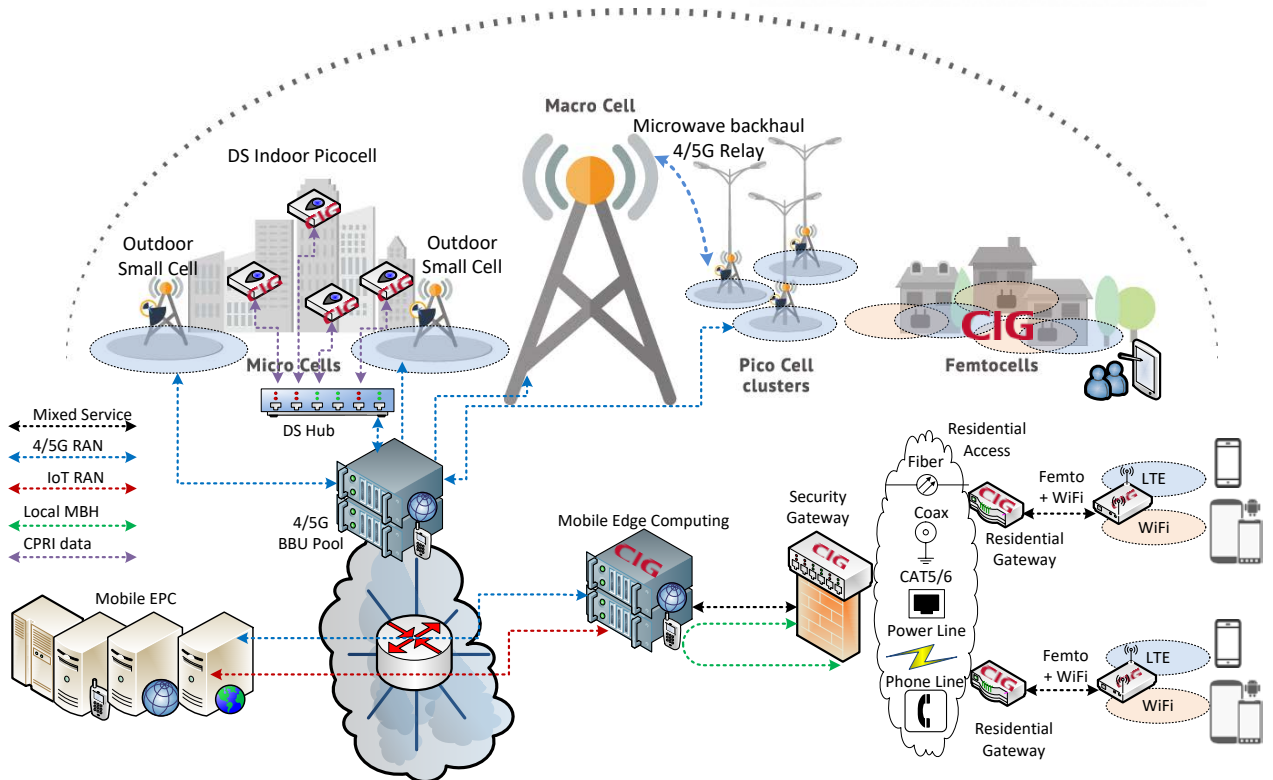 Macro Cell
Microwave backhaul
4/5G Relay
DS Indoor Picocell
CIG
Outdoor
Small Cell
Outdoor
Small Cell
CIG
CIG
CIG
CIG
Micro Cells
Pico Cell
clusters
Femtocells
DS Hub
Mixed Service
4/5G RAN
IoT RAN
Local MBH
CPRI data
4/5G
BBU Pool
Mobile EPC
Mobile Edge Computing
CIG
Security
Gateway
CIG
Residential
Access
Fiber
Coax
CAT5/6
Power Line
Phone Line
CIG
Residential
Gateway
Femto
+ WiFi
LTE
CIG
WiFi
CIG
Residential
Gateway
Femto
+ WiFi
LTE
CIG
WiFi